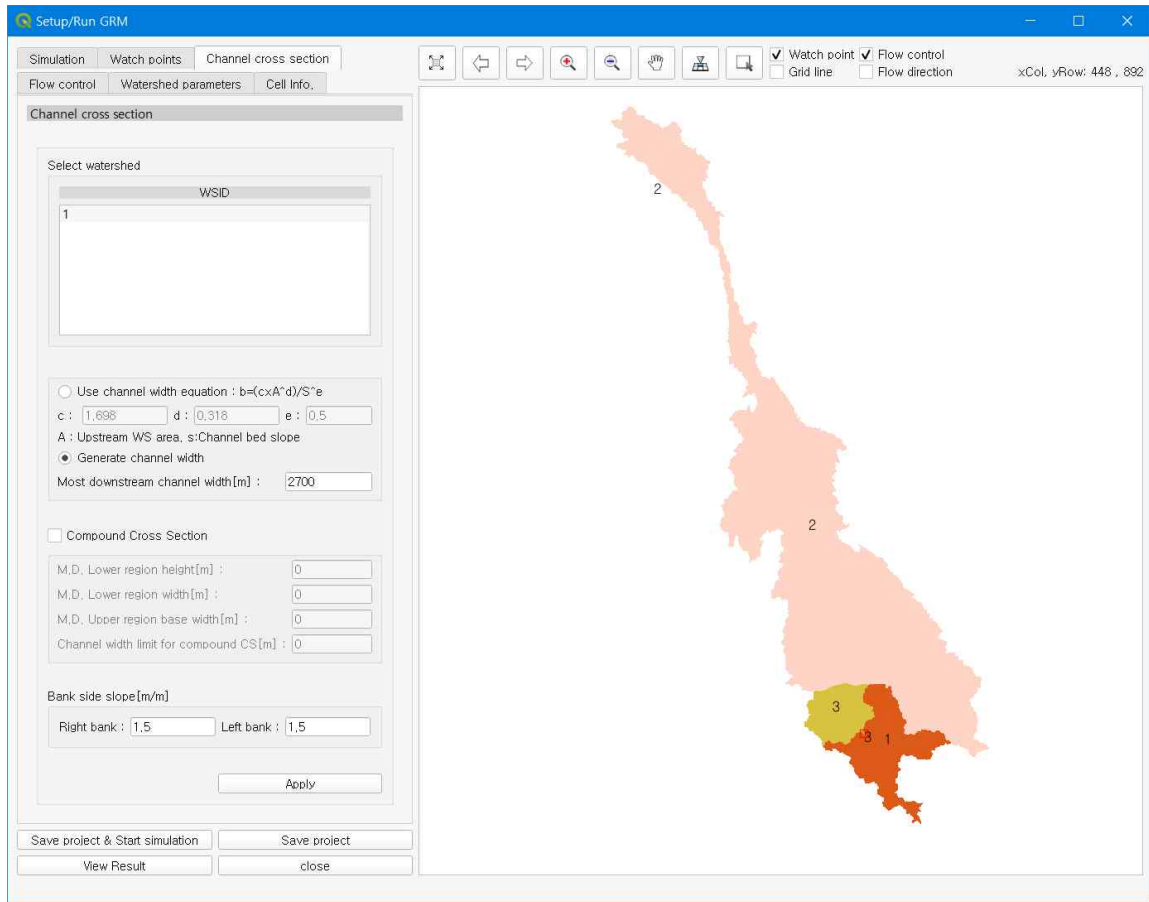 Setup/Run GRM
Simulation Watch points Channel cross section
Flow control Watershed parameters Cell Info.
Channel cross section
Select watershed
WSID
1
Use channel width equation : b=(cxA^d)/S^e
c : 1.698 d : 0.318 e : 0.5
A : Upstream WS area, s:Channel bed slope
Generate channel width
Most downstream channel width[m] : 2700
Compound Cross Section
M.D. Lower region height[m] : 0
M.D. Lower region width[m] : 0
M.D. Upper region base width[m] : 0
Channel width limit for compound CS[m] : 0
Bank side slope[m/m]
Right bank : 1.5 Left bank : 1.5
Apply
Save project & Start simulation Save project
View Result close
Watch point Flow control
Grid line Flow direction
xCol, yRow: 448 , 892
2
2
3
3 1